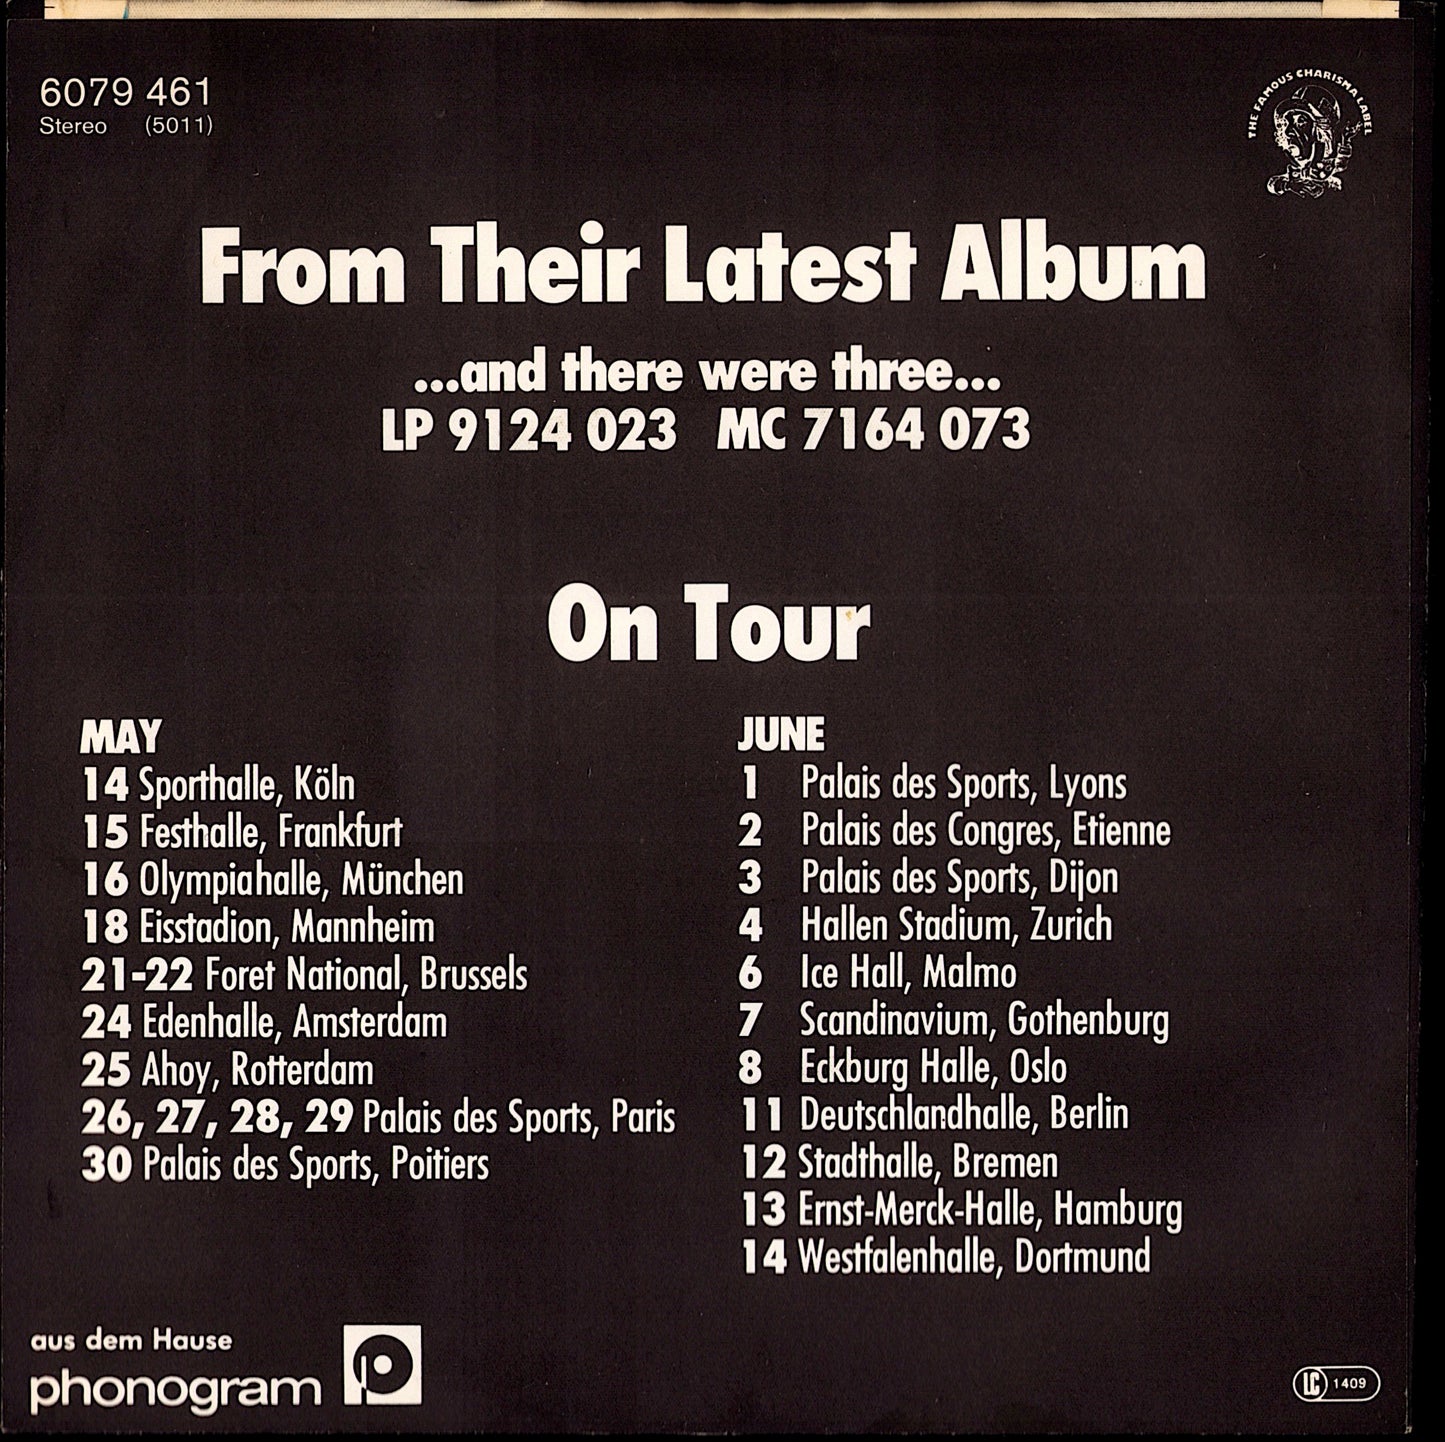 6079 461
Stereo (5011)
THE FAMOUS CHARISMA LABEL
From Their Latest Album
...and there were three...
LP 9124 023 MC 7164 073
On Tour
MAY
14 Sporthalle, Köln
15 Festhalle, Frankfurt
16 Olympiahalle, München
18 Eisstadion, Mannheim
21-22 Foret National, Brussels
24 Edenhalle, Amsterdam
25 Ahoy, Rotterdam
26, 27, 28, 29 Palais des Sports, Paris
30 Palais des Sports, Poitiers
JUNE
1 Palais des Sports, Lyons
2 Palais des Congres, Etienne
3 Palais des Sports, Dijon
4 Hallen Stadium, Zurich
6 Ice Hall, Malmo
7 Scandinavium, Gothenburg
8 Eckburg Halle, Oslo
11 Deutschlandhalle, Berlin
12 Stadthalle, Bremen
13 Ernst-Merck-Halle, Hamburg
14 Westfalenhalle, Dortmund
aus dem Hause
phonogram
LC 1409